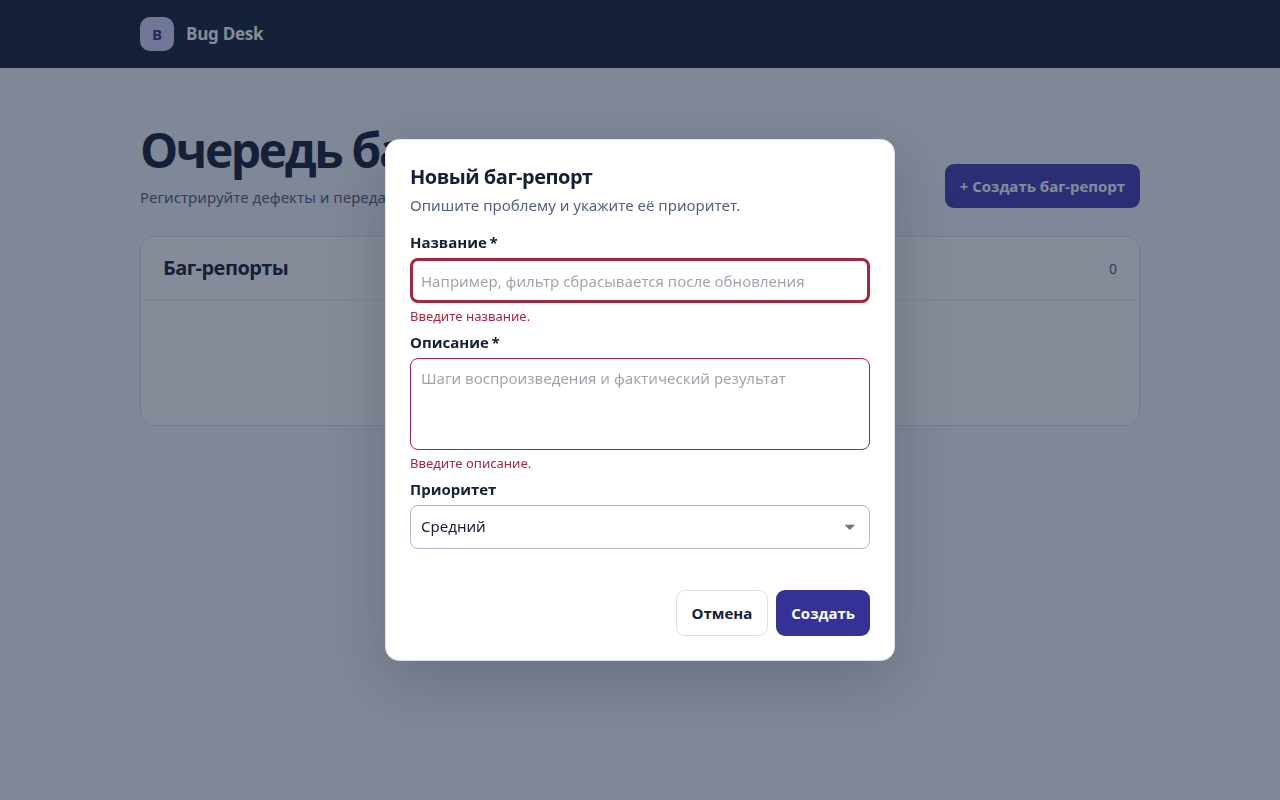 B
Bug Desk
Очередь ба
Регистрируйте дефекты и переда
+ Создать баг-репорт
Баг-репорты
0
Новый баг-репорт
Опишите проблему и укажите её приоритет.
Название *
Например, фильтр сбрасывается после обновления
Введите название.
Описание *
Шаги воспроизведения и фактический результат
Введите описание.
Приоритет
Средний
Отмена
Создать